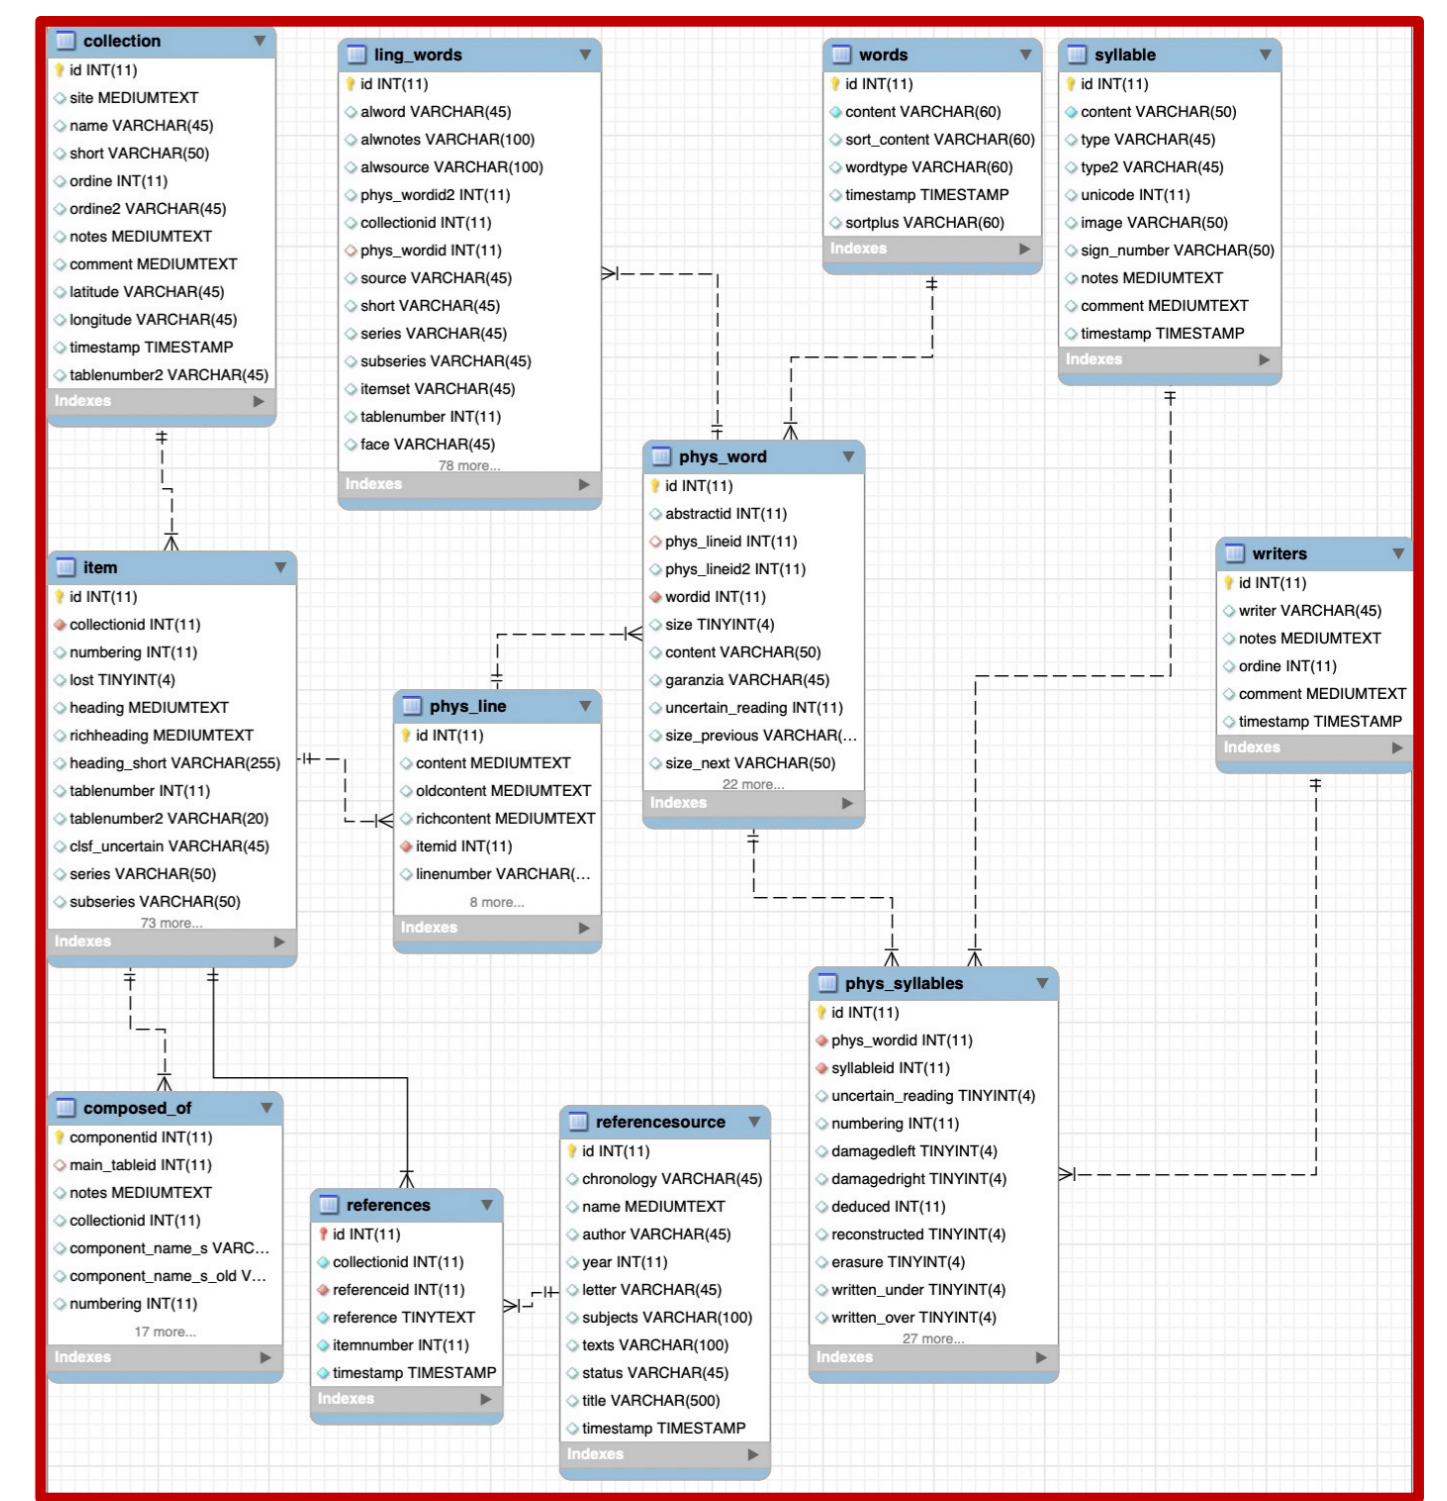 collection
id INT(11)
site MEDIUMTEXT
name VARCHAR(45)
short VARCHAR(50)
ordine INT(11)
ordine2 VARCHAR(45)
notes MEDIUMTEXT
comment MEDIUMTEXT
latitude VARCHAR(45)
longitude VARCHAR(45)
timestamp TIMESTAMP
tablenumber2 VARCHAR(45)
Indexes
ling_words
id INT(11)
alword VARCHAR(45)
alwnotes VARCHAR(100)
alwsource VARCHAR(100)
phys_wordid2 INT(11)
collectionid INT(11)
phys_wordid INT(11)
source VARCHAR(45)
short VARCHAR(45)
series VARCHAR(45)
subseries VARCHAR(45)
itemset VARCHAR(45)
tablenumber INT(11)
face VARCHAR(45)
78 more...
Indexes
words
id INT(11)
content VARCHAR(60)
sort_content VARCHAR(60)
wordtype VARCHAR(60)
timestamp TIMESTAMP
sortplus VARCHAR(60)
Indexes
syllable
id INT(11)
content VARCHAR(50)
type VARCHAR(45)
type2 VARCHAR(45)
unicode INT(11)
image VARCHAR(50)
sign_number VARCHAR(50)
notes MEDIUMTEXT
comment MEDIUMTEXT
timestamp TIMESTAMP
Indexes
phys_word
id INT(11)
abstractid INT(11)
phys_lineid INT(11)
phys_lineid2 INT(11)
wordid INT(11)
size TINYINT(4)
content VARCHAR(50)
garanzia VARCHAR(45)
uncertain_reading INT(11)
size_previous VARCHAR(...
size_next VARCHAR(50)
22 more...
Indexes
writers
id INT(11)
writer VARCHAR(45)
notes MEDIUMTEXT
ordine INT(11)
comment MEDIUMTEXT
timestamp TIMESTAMP
Indexes
item
id INT(11)
collectionid INT(11)
numbering INT(11)
lost TINYINT(4)
heading MEDIUMTEXT
richheading MEDIUMTEXT
heading_short VARCHAR(255)
tablenumber INT(11)
tablenumber2 VARCHAR(20)
clsf_uncertain VARCHAR(45)
series VARCHAR(50)
subseries VARCHAR(50)
73 more...
Indexes
phys_line
id INT(11)
content MEDIUMTEXT
oldcontent MEDIUMTEXT
richcontent MEDIUMTEXT
itemid INT(11)
linenumber VARCHAR(...
8 more...
Indexes
phys_syllables
id INT(11)
phys_wordid INT(11)
syllableid INT(11)
uncertain_reading TINYINT(4)
numbering INT(11)
damagedleft TINYINT(4)
damagedright TINYINT(4)
deduced INT(11)
reconstructed TINYINT(4)
erasure TINYINT(4)
written_under TINYINT(4)
written_over TINYINT(4)
27 more...
Indexes
composed_of
componentid INT(11)
main_tableid INT(11)
notes MEDIUMTEXT
collectionid INT(11)
component_name_s VARC...
component_name_s_old V...
numbering INT(11)
17 more...
Indexes
references
id INT(11)
collectionid INT(11)
referenceid INT(11)
reference TINYTEXT
itemnumber INT(11)
timestamp TIMESTAMP
Indexes
referencesource
id INT(11)
chronology VARCHAR(45)
name MEDIUMTEXT
author VARCHAR(45)
year INT(11)
letter VARCHAR(45)
subjects VARCHAR(100)
texts VARCHAR(100)
status VARCHAR(45)
title VARCHAR(500)
timestamp TIMESTAMP
Indexes